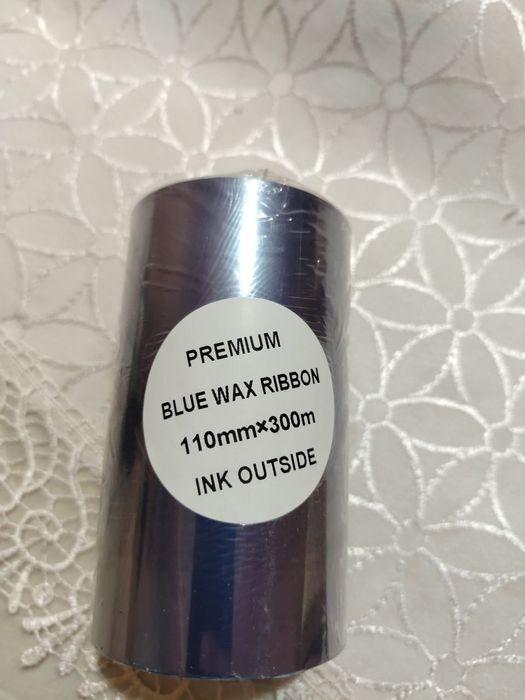 PREMIUM
BLUE WAX RIBBON
110mm×300m
INK OUTSIDE